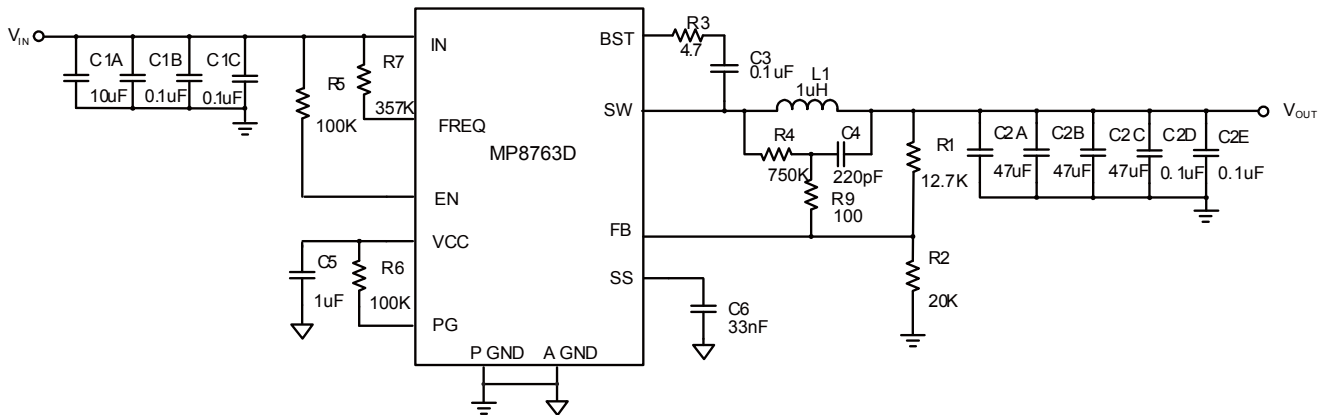 V_IN
C1A
C1B
C1C
10uF
0.1uF
0.1uF
R5
100K
R7
357K
IN
FREQ
EN
VCC
PG
MP8763D
BST
SW
FB
SS
P GND
A GND
C5
1uF
R6
100K
R3
4.7
C3
0.1uF
L1
1uH
R4
750K
C4
220pF
R9
100
R1
12.7K
R2
20K
C6
33nF
C2A
C2B
C2C
C2D
C2E
47uF
47uF
47uF
0.1uF
0.1uF
V_OUT